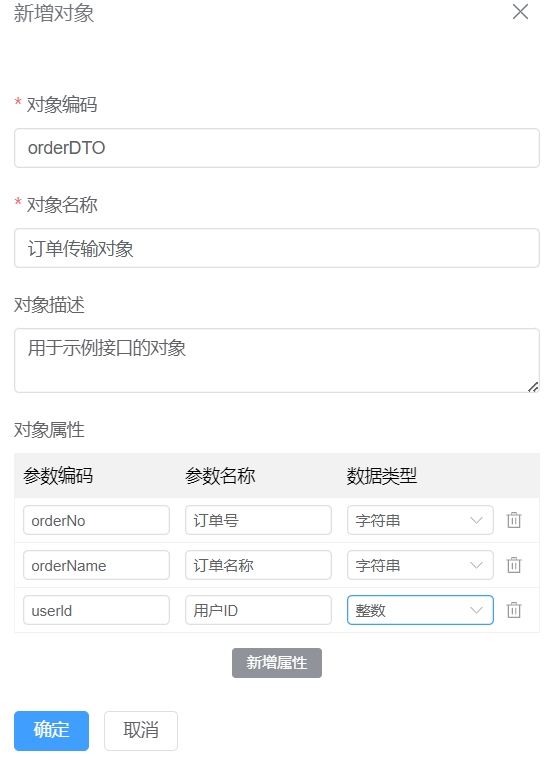 新增对象
* 对象编码
orderDTO
* 对象名称
订单传输对象
对象描述
用于示例接口的对象
对象属性
参数编码 参数名称 数据类型
orderNo 订单号 字符串
orderName 订单名称 字符串
userId 用户ID 整数
新增属性
确定 取消